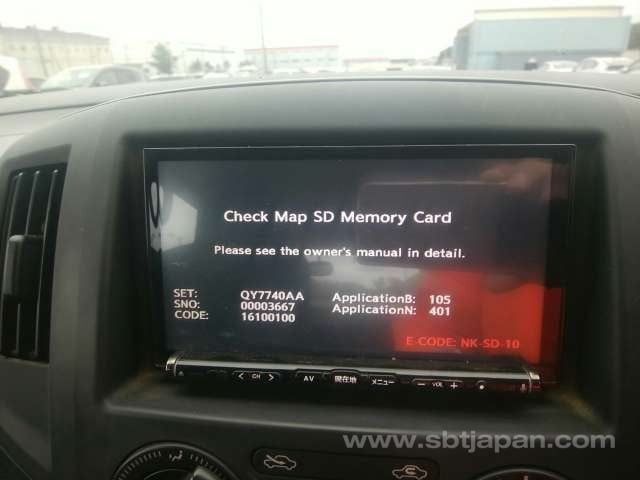 Check Map SD Memory Card
Please see the owner's manual in detail.
SET: QY7740AA ApplicationB: 105
SNO: 00003667 ApplicationN: 401
CODE: 16100100
E-CODE: NK-SD-10
< CH > AV 現在地 メニュー − VOL +
www.sbtjapan.com